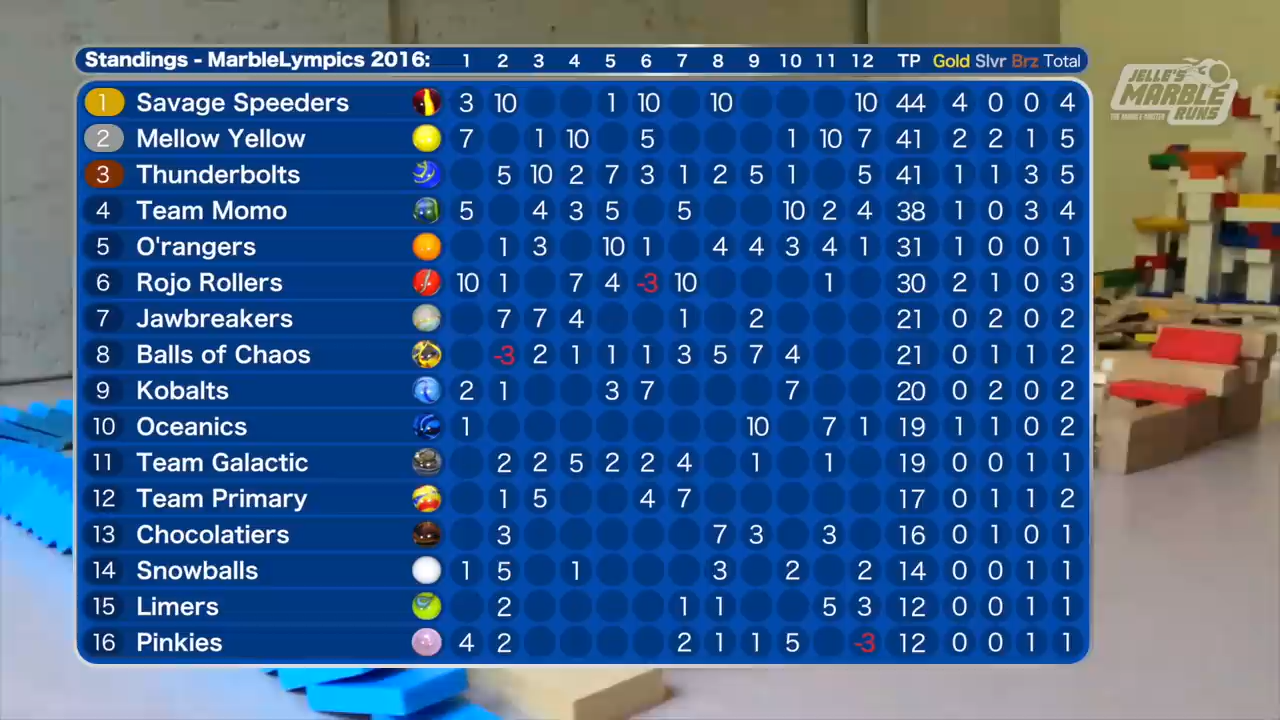 Standings - MarbleLympics 2016: 1 2 3 4 5 6 7 8 9 10 11 12 TP Gold Slvr Brz Total
JELLE'S
MARBLE
RUNS
1 Savage Speeders 3 10 1 10 10 10 44 4 0 0 4
2 Mellow Yellow 7 1 10 5 1 10 7 41 2 2 1 5
3 Thunderbolts 5 10 2 7 3 1 2 5 1 5 41 1 1 3 5
4 Team Momo 5 4 3 5 5 10 2 4 38 1 0 3 4
5 O'rangers 1 3 10 1 4 4 3 4 1 31 1 0 0 1
6 Rojo Rollers 10 1 7 4 -3 10 1 30 2 1 0 3
7 Jawbreakers 7 7 4 1 2 21 0 2 0 2
8 Balls of Chaos -3 2 1 1 1 3 5 7 4 21 0 1 1 2
9 Kobalts 2 1 3 7 7 20 0 2 0 2
10 Oceanics 1 10 7 1 19 1 1 0 2
11 Team Galactic 2 2 5 2 2 4 1 1 19 0 0 1 1
12 Team Primary 1 5 4 7 17 0 1 1 2
13 Chocolatiers 3 7 3 3 16 0 1 0 1
14 Snowballs 1 5 1 3 2 2 14 0 0 1 1
15 Limers 2 1 1 5 3 12 0 0 1 1
16 Pinkies 4 2 2 1 1 5 -3 12 0 0 1 1